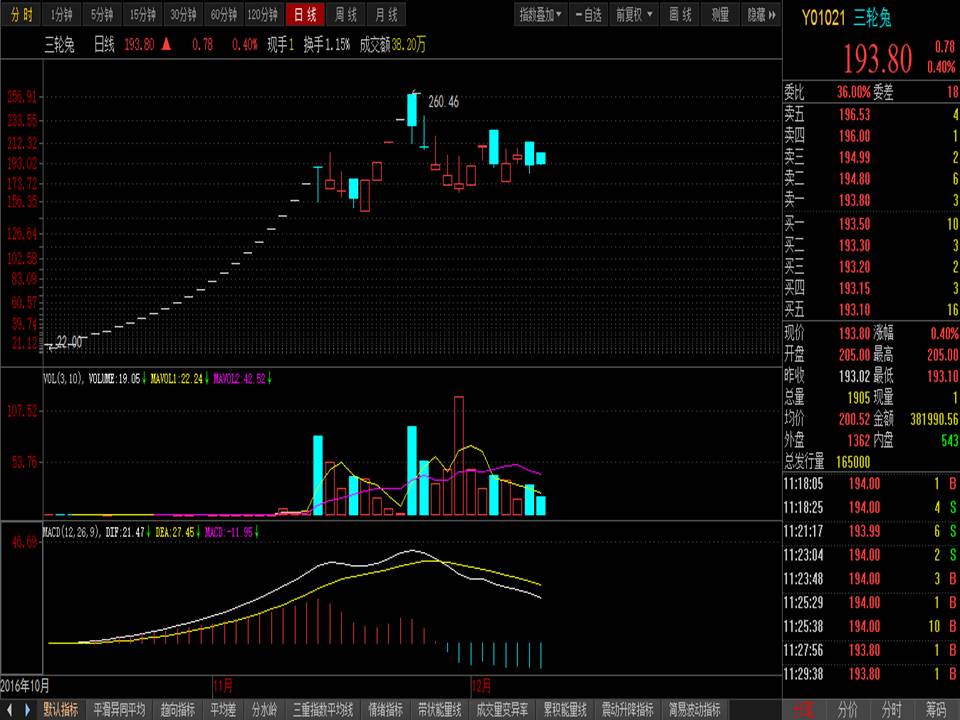 分时 1分钟 5分钟 15分钟 30分钟 60分钟 120分钟 日线 周线 月线 指数叠加▼ －自选 前复权 ▼ 画线 测量 隐藏
三轮兔 日线 193.80 ▲ 0.78 0.40% 现手1 换手1.15% 成交额38.20万
256.91
233.55
212.32
193.02
173.72
156.35
126.64
102.58
83.09
60.57
39.74
21.12
260.46
22.00
VOL(3,10), VOLUME:19.05↓ MAVOL1:22.24↓ MAVOL2:42.52↓
107.52
53.76
MACD(12,26,9), DIF:21.47↓ DEA:27.45↓ MACD:-11.95↓
46.69
2016年10月 11月 12月
默认指标 平滑异同平均 趋向指标 平均差 分水岭 三重指数平均线 情绪指标 带状能量线 成交量变异率 累积能量线 震动升降指标 简易波动指标
Y01021 三轮兔
193.80 0.78
0.40%
委比 36.00% 委差 18
卖五 196.53 4
卖四 196.00 1
卖三 194.99 2
卖二 194.80 6
卖一 193.80 3
买一 193.50 10
买二 193.30 3
买三 193.20 2
买四 193.15 3
买五 193.10 16
现价 193.80 涨幅 0.40%
开盘 205.00 最高 205.00
昨收 193.02 最低 193.10
总量 1905 现量 1
均价 200.52 金额 381990.56
外盘 1362 内盘 543
总发行量 165000
11:18:05 194.00 1 B
11:18:25 194.00 4 S
11:21:17 193.99 6 S
11:23:04 194.00 2 S
11:23:48 194.00 3 B
11:25:29 194.00 1 B
11:25:38 194.00 10 B
11:27:56 193.80 1 B
11:29:38 193.80 1 B
分笔 分价 分时 筹码